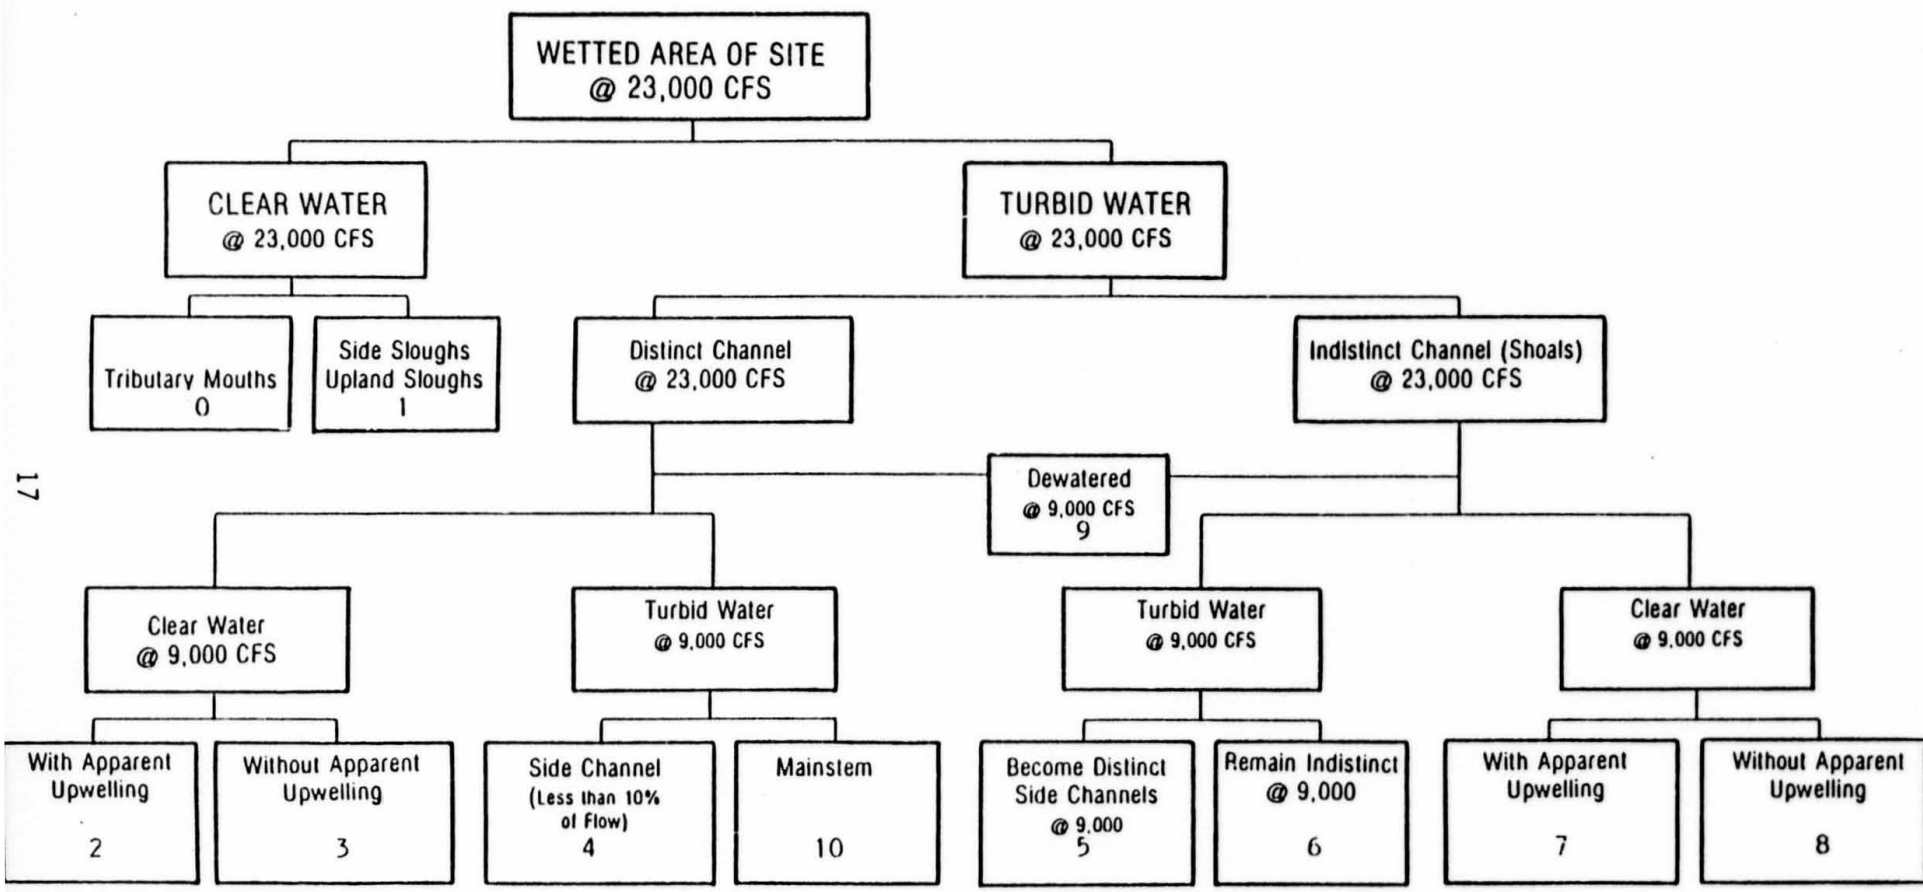 WETTED AREA OF SITE
@ 23,000 CFS
CLEAR WATER
@ 23,000 CFS
TURBID WATER
@ 23,000 CFS
Tributary Mouths
0
Side Sloughs
Upland Sloughs
1
Distinct Channel
@ 23,000 CFS
Indistinct Channel (Shoals)
@ 23,000 CFS
17
Dewatered
@ 9,000 CFS
9
Clear Water
@ 9,000 CFS
Turbid Water
@ 9,000 CFS
Turbid Water
@ 9,000 CFS
Clear Water
@ 9,000 CFS
With Apparent
Upwelling
2
Without Apparent
Upwelling
3
Side Channel
(Less than 10%
of Flow)
4
Mainstem
10
Become Distinct
Side Channels
@ 9,000
5
Remain Indistinct
@ 9,000
6
With Apparent
Upwelling
7
Without Apparent
Upwelling
8